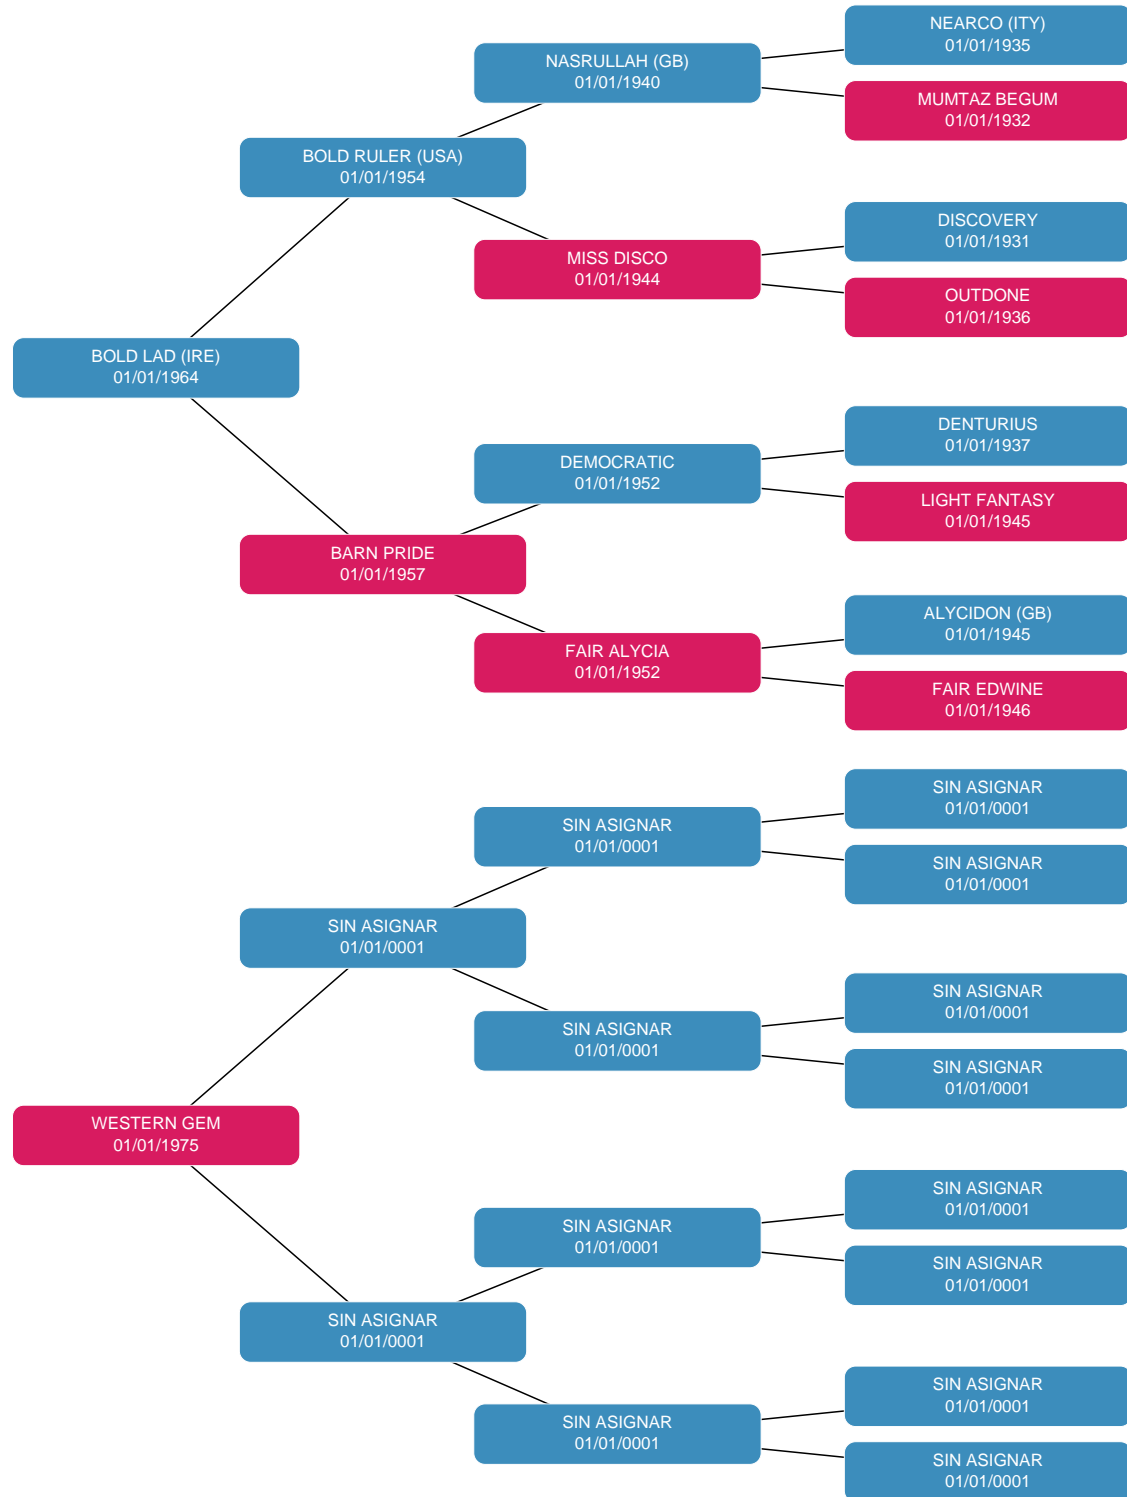 NEARCO (ITY)
01/01/1935
NASRULLAH (GB)
01/01/1940
MUMTAZ BEGUM
01/01/1932
BOLD RULER (USA)
01/01/1954
DISCOVERY
01/01/1931
MISS DISCO
01/01/1944
OUTDONE
01/01/1936
BOLD LAD (IRE)
01/01/1964
DENTURIUS
01/01/1937
DEMOCRATIC
01/01/1952
LIGHT FANTASY
01/01/1945
BARN PRIDE
01/01/1957
ALYCIDON (GB)
01/01/1945
FAIR ALYCIA
01/01/1952
FAIR EDWINE
01/01/1946
SIN ASIGNAR
01/01/0001
SIN ASIGNAR
01/01/0001
SIN ASIGNAR
01/01/0001
SIN ASIGNAR
01/01/0001
SIN ASIGNAR
01/01/0001
SIN ASIGNAR
01/01/0001
SIN ASIGNAR
01/01/0001
WESTERN GEM
01/01/1975
SIN ASIGNAR
01/01/0001
SIN ASIGNAR
01/01/0001
SIN ASIGNAR
01/01/0001
SIN ASIGNAR
01/01/0001
SIN ASIGNAR
01/01/0001
SIN ASIGNAR
01/01/0001
SIN ASIGNAR
01/01/0001